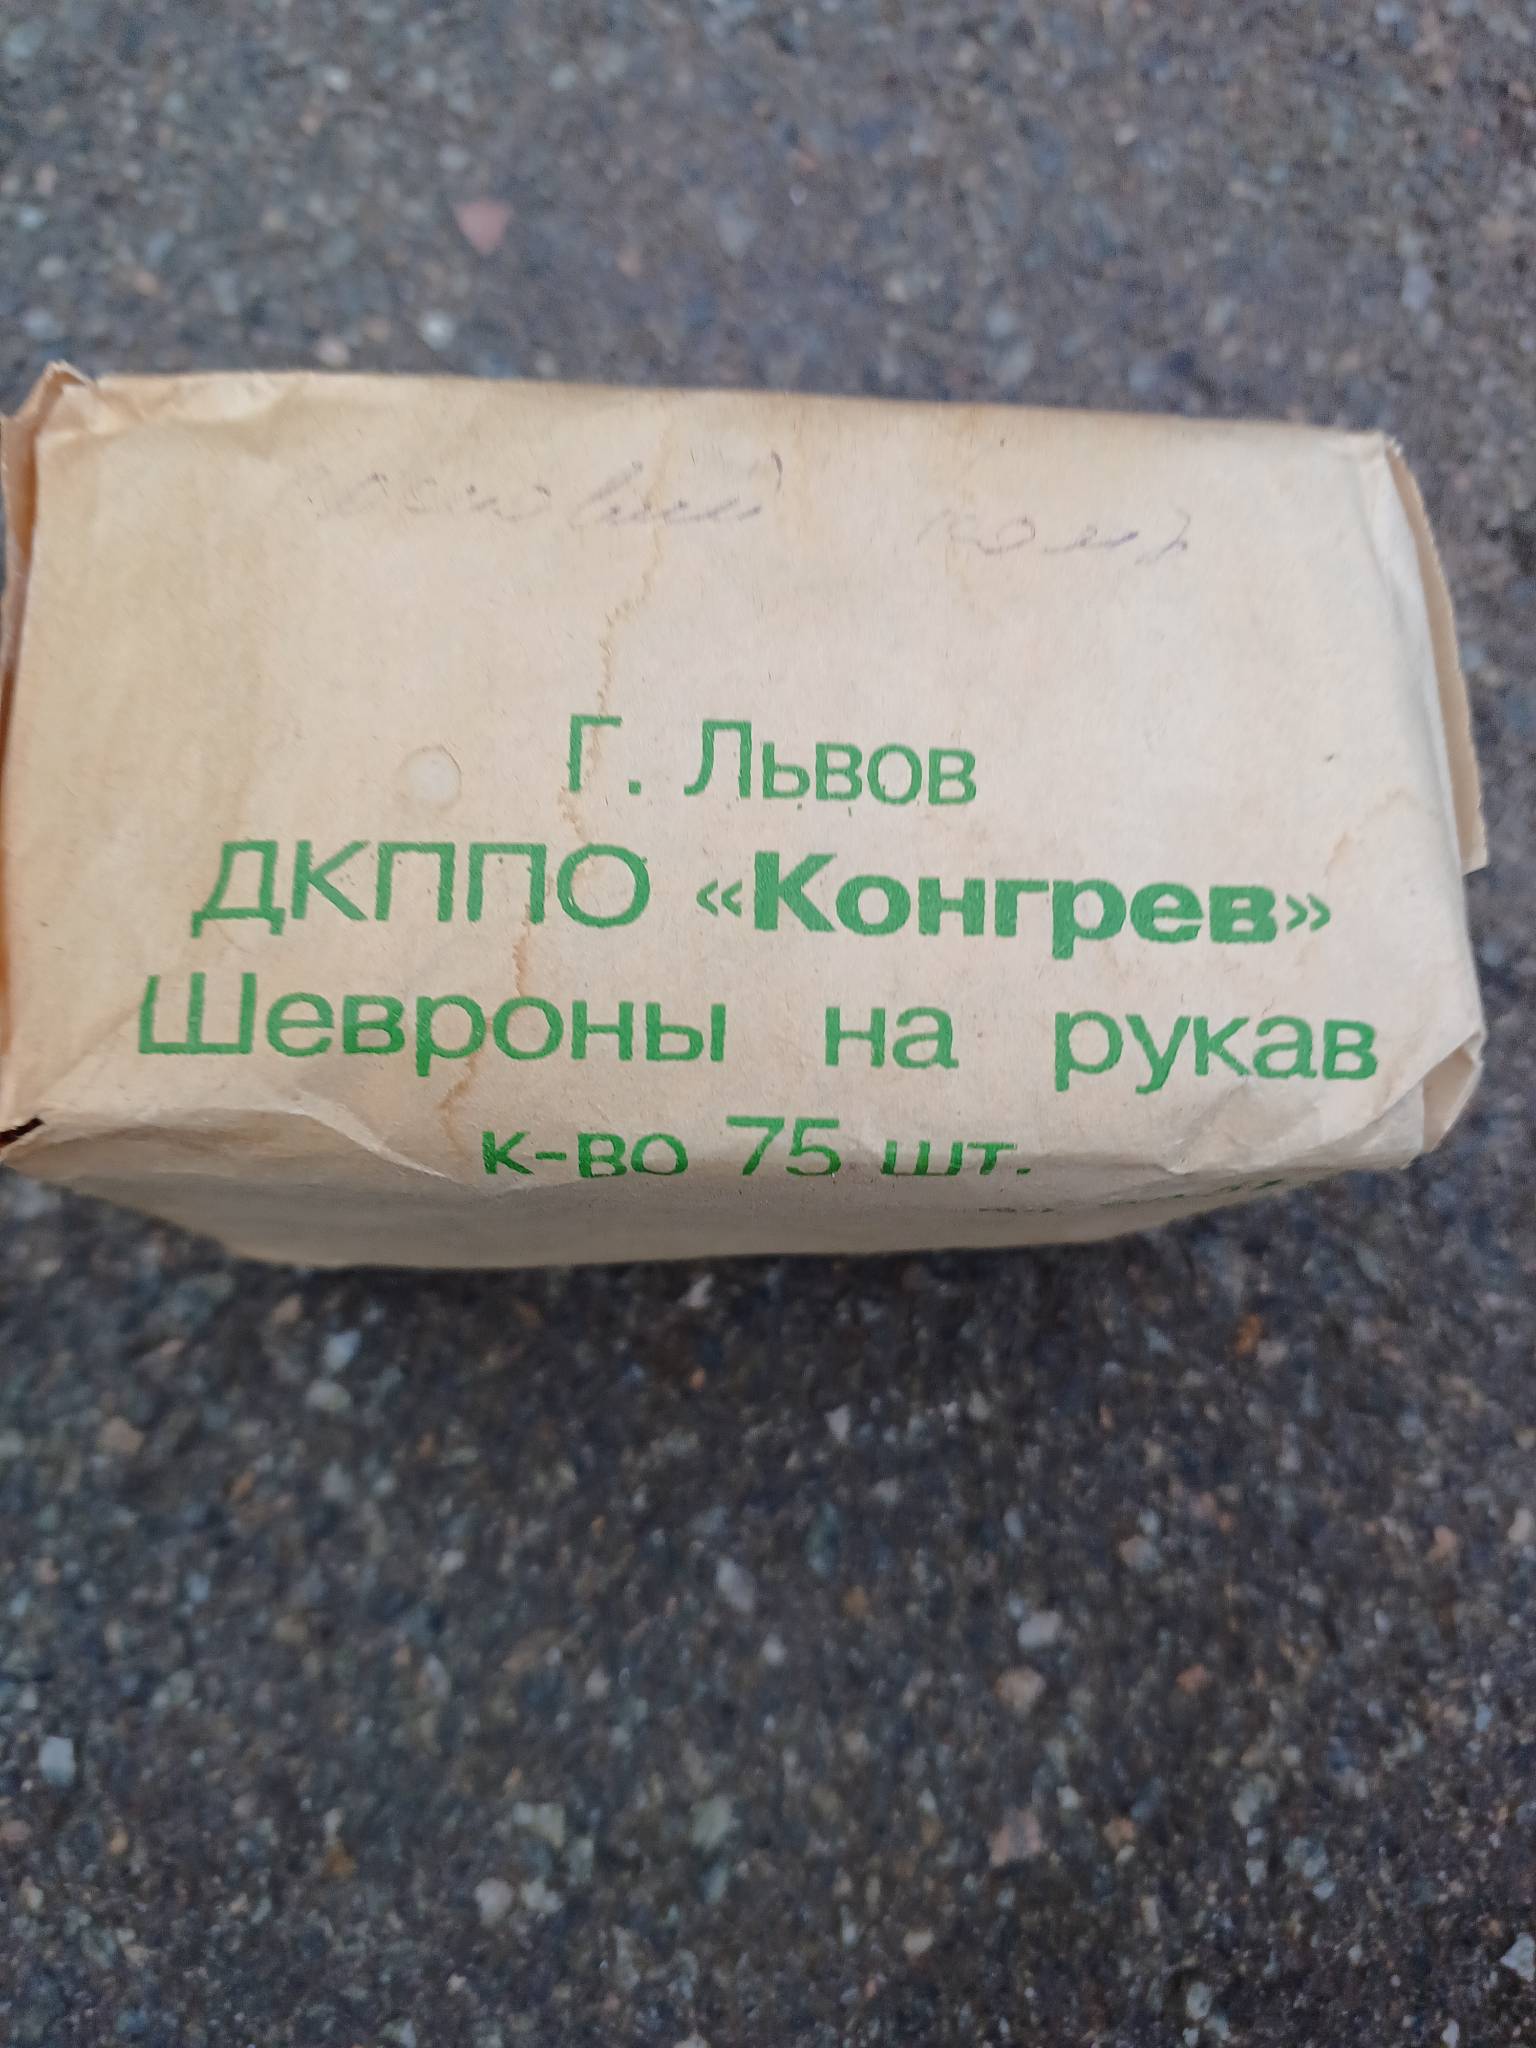 Г. Львов
ДКППО «Конгрев»
Шевроны на рукав
к-во 75 шт.